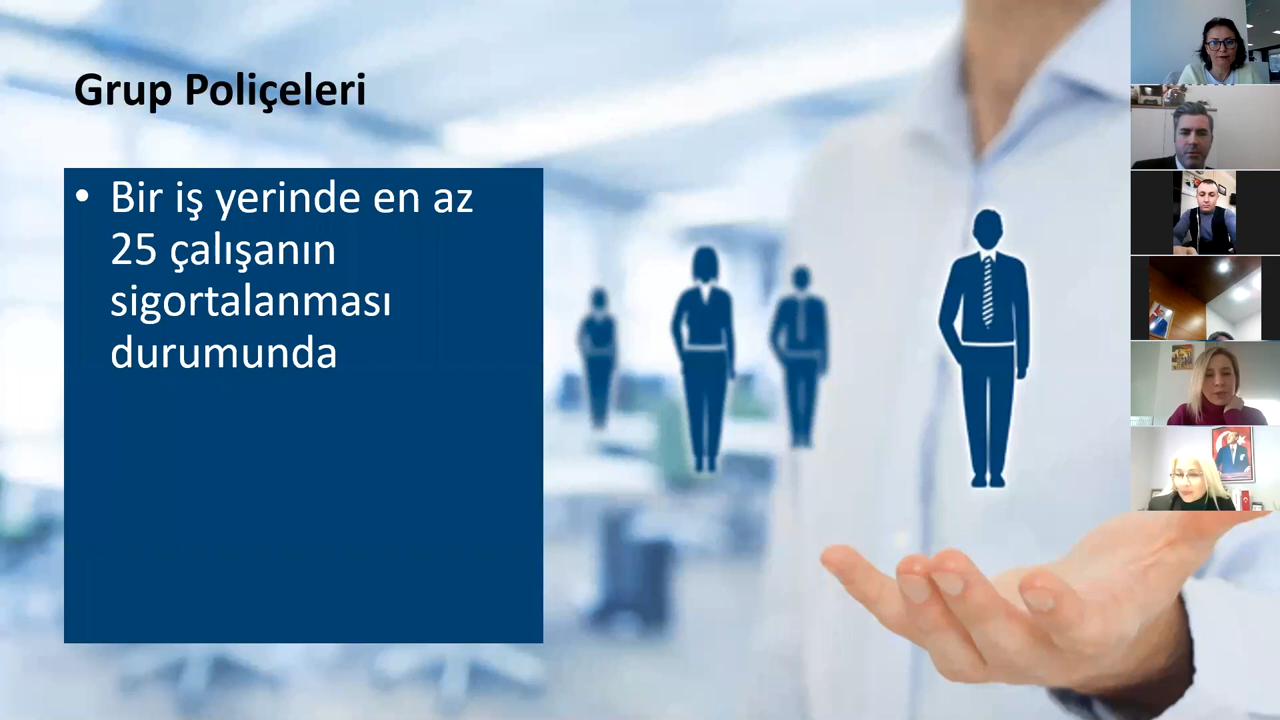 Grup Poliçeleri
• Bir iş yerinde en az
25 çalışanın
sigortalanması
durumunda